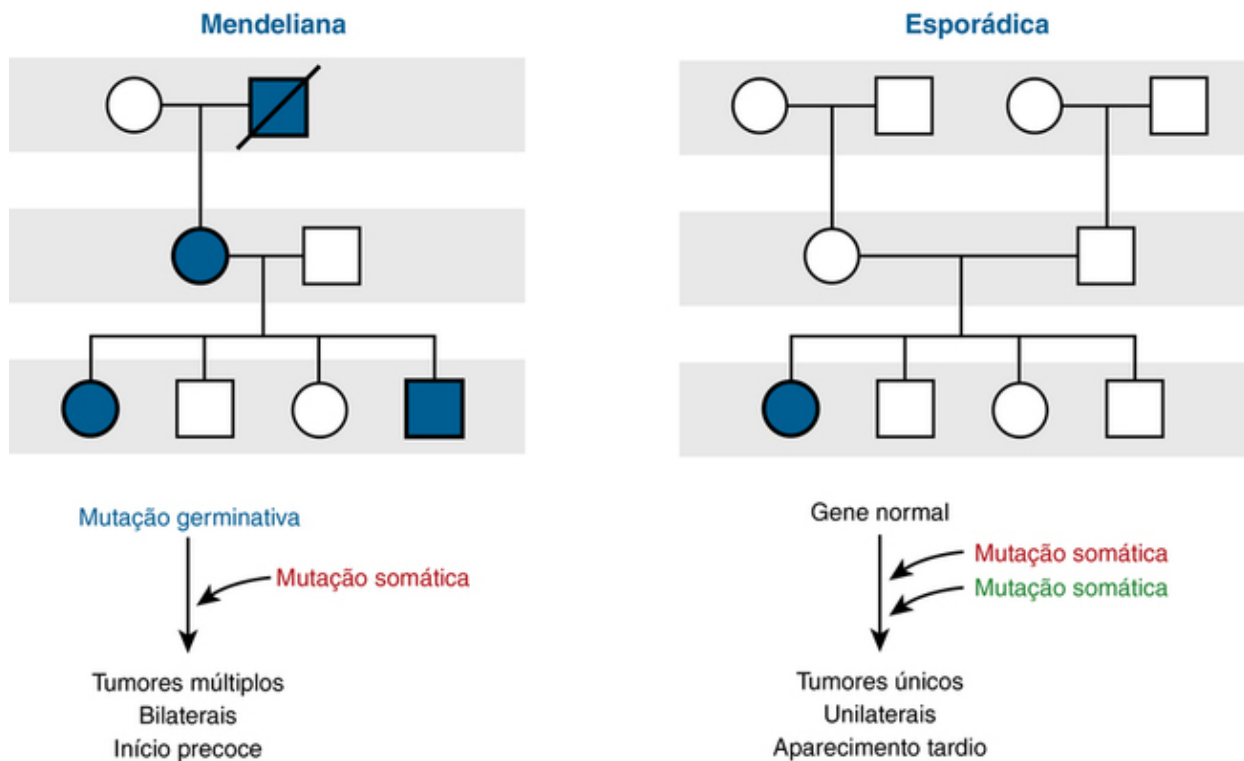 Mendeliana
Esporádica
Mutação germinativa
Mutação somática
Tumores múltiplos
Bilaterais
Início precoce
Gene normal
Mutação somática
Mutação somática
Tumores únicos
Unilaterais
Aparecimento tardio